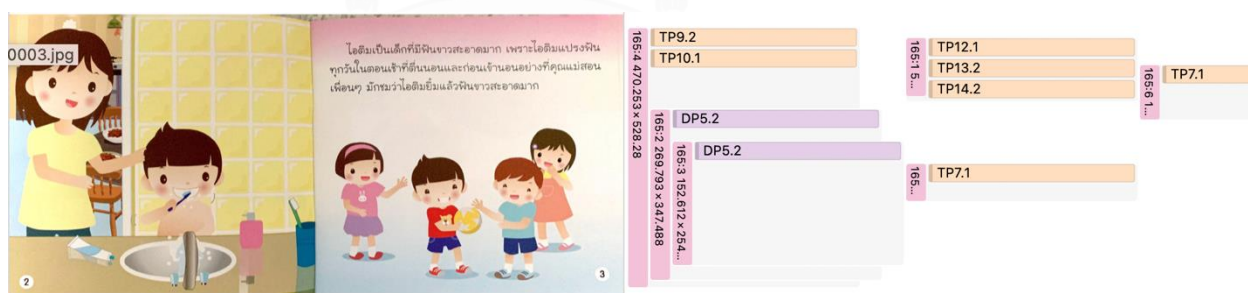 0003.jpg
ไอติมเป็นเด็กที่มีฟันขาวสะอาดมาก เพราะไอติมแปรงฟัน
ทุกวันในตอนเช้าที่ตื่นนอนและก่อนเข้านอนอย่างที่คุณแม่สอน
เพื่อนๆ มักชมว่าไอติมยิ้มแล้วฟันขาวสะอาดมาก
2
3
165:4 470.253 × 528.28
TP9.2
TP10.1
165:2 269.793 × 347.488
DP5.2
165:3 152.612 × 254...
DP5.2
165:1 5...
TP12.1
TP13.2
TP14.2
165:6 1...
TP7.1
165...
TP7.1